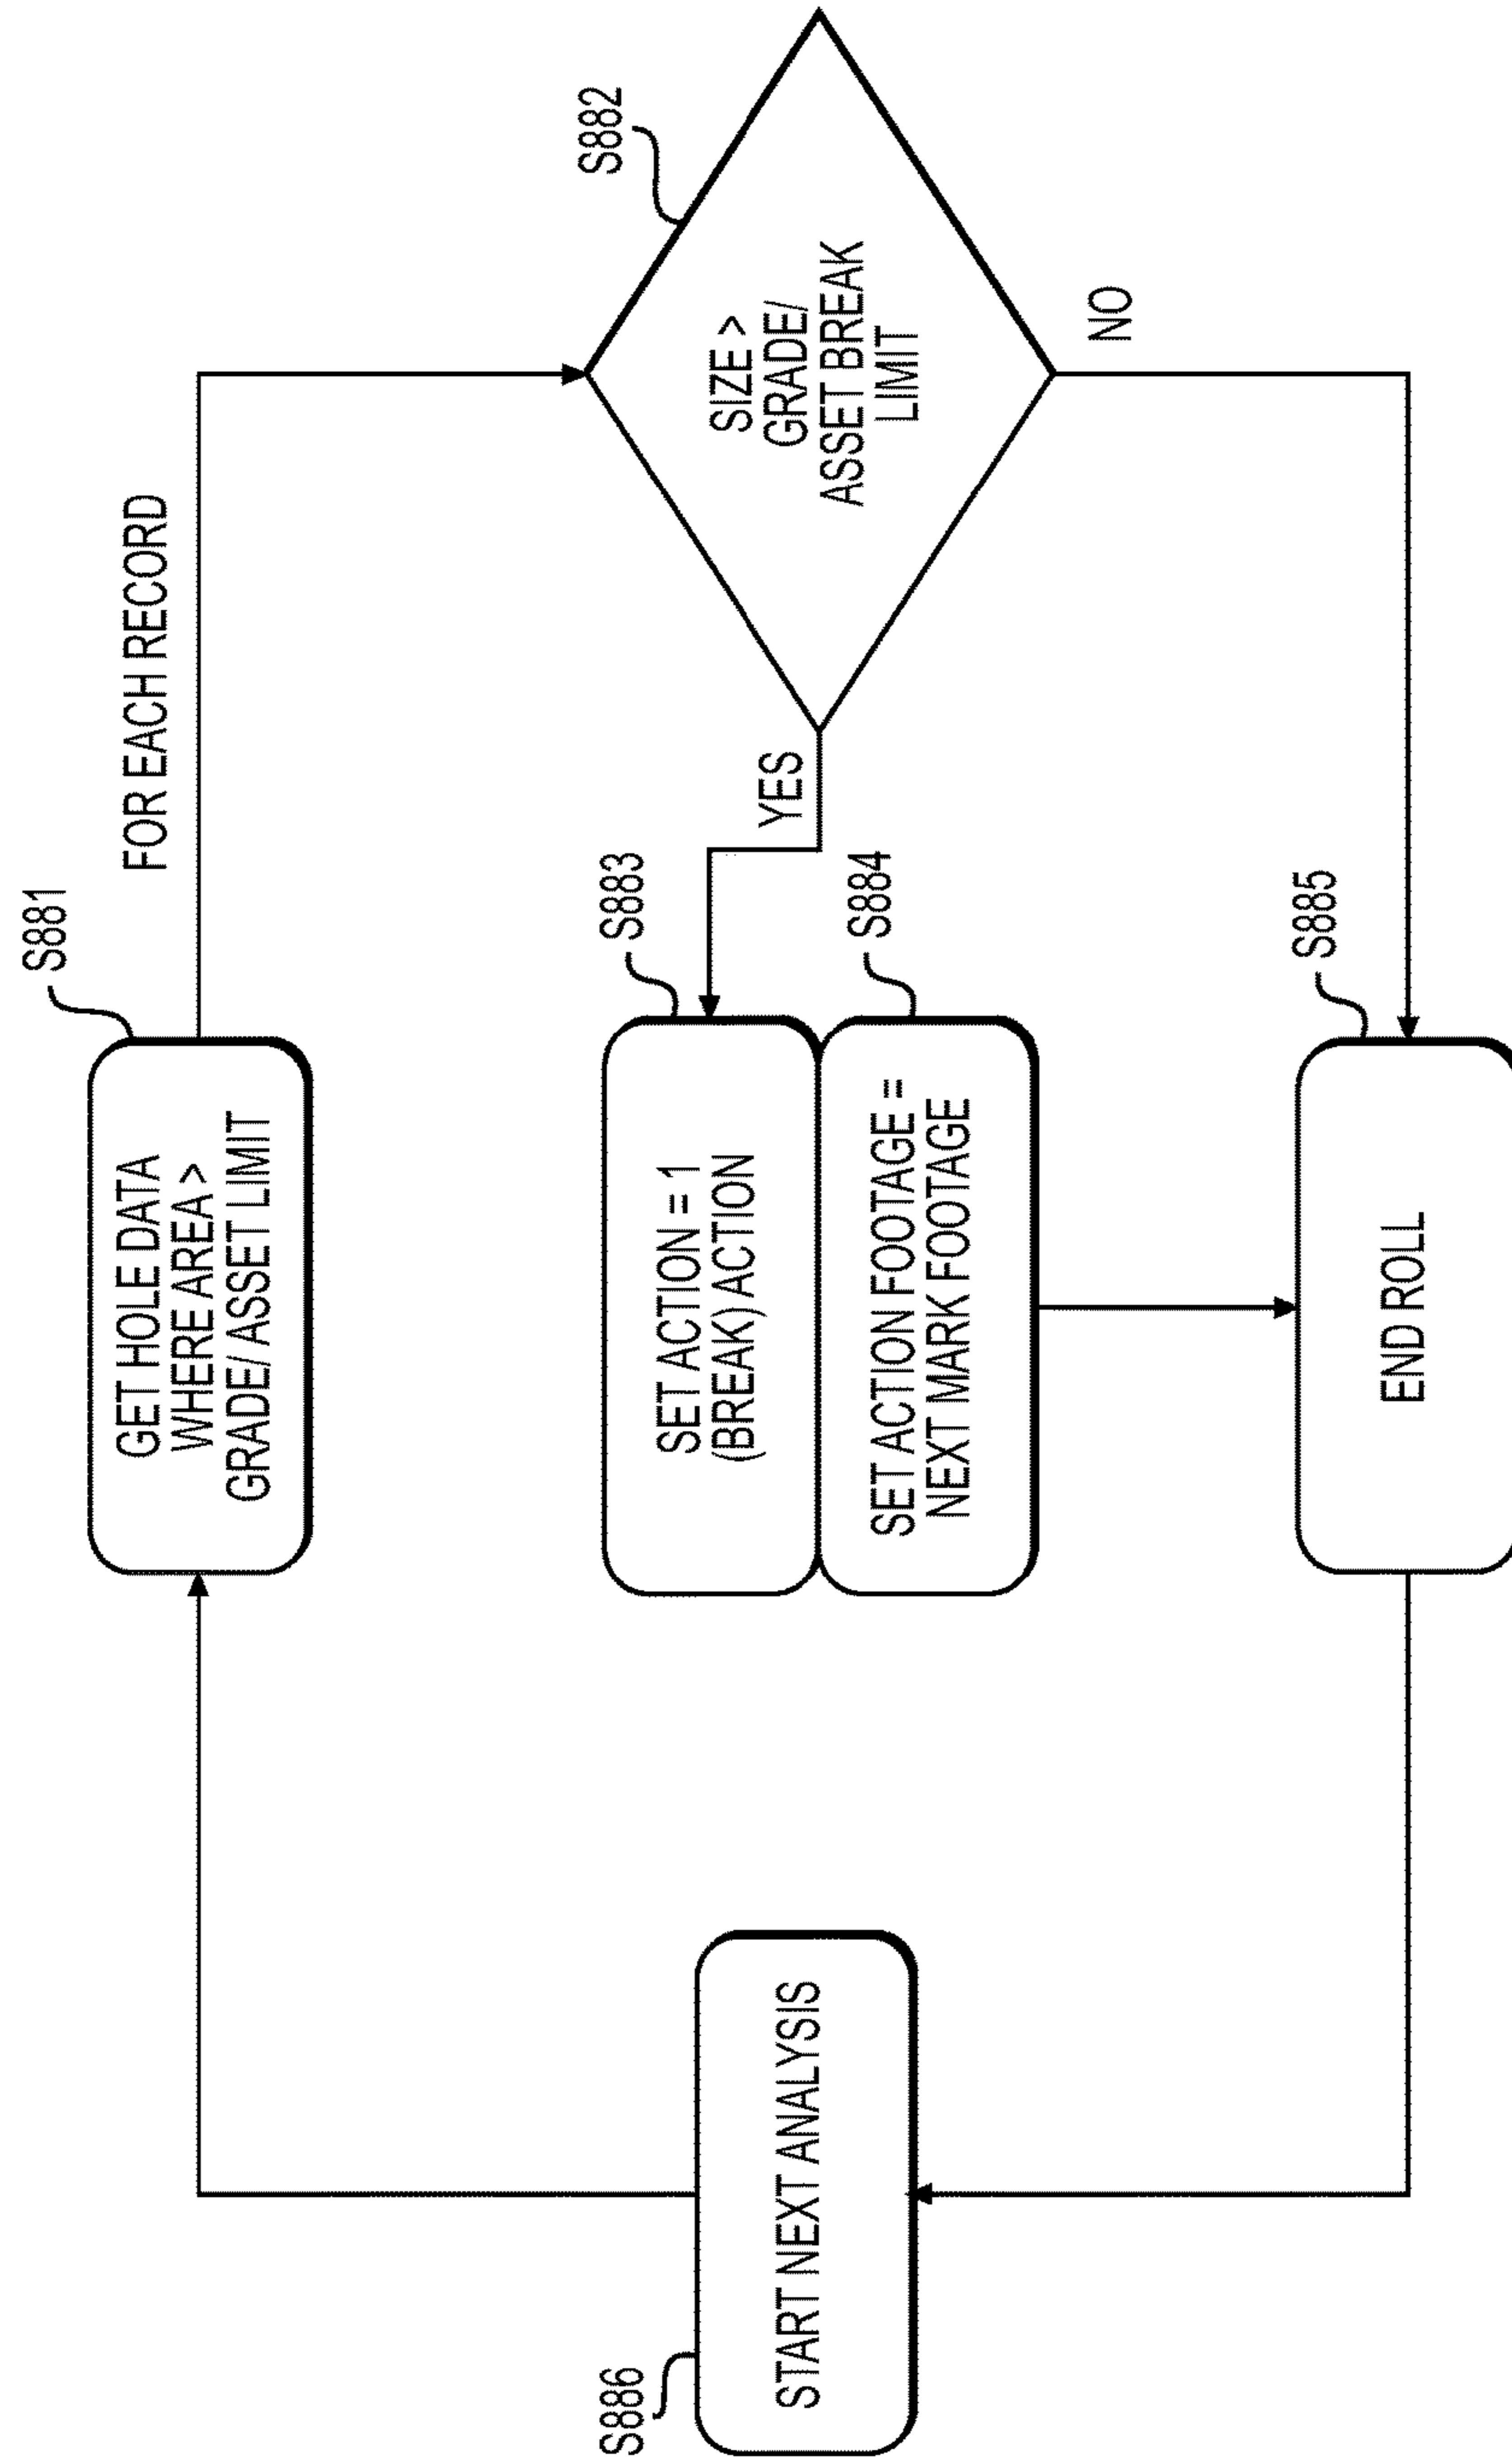 S881
GET HOLE DATA
WHERE AREA >
GRADE/ ASSET LIMIT
FOR EACH RECORD
S882
SIZE >
GRADE/
ASSET BREAK
LIMIT
YES
NO
S883
SET ACTION = 1
(BREAK) ACTION
S884
SET ACTION FOOTAGE =
NEXT MARK FOOTAGE
S885
END ROLL
S886
START NEXT ANALYSIS